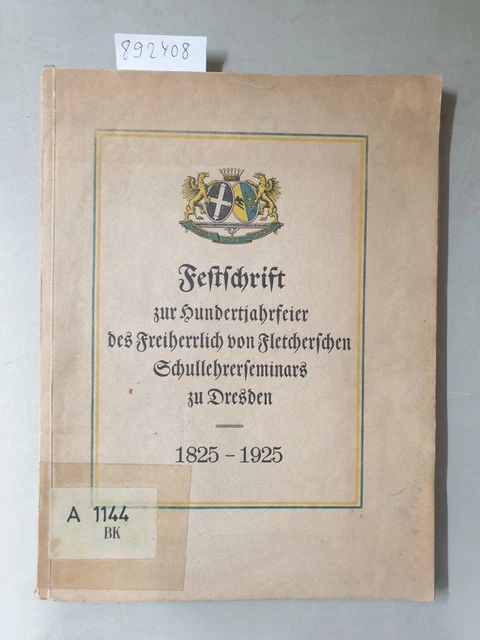 892408
Festschrift
zur Hundertjahrfeier
des Freiherrlich von Fletcherschen
Schullehrerseminars
zu Dresden
1825 - 1925
A 1144
BK